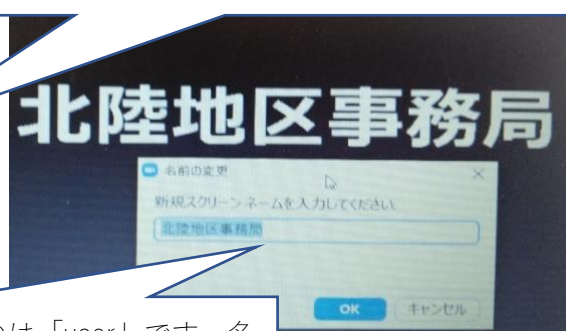 北陸地区事務局
名前の変更
新規スクリーンネームを入力してください
北陸地区事務局
OK
キャンセル
は「user」です。名